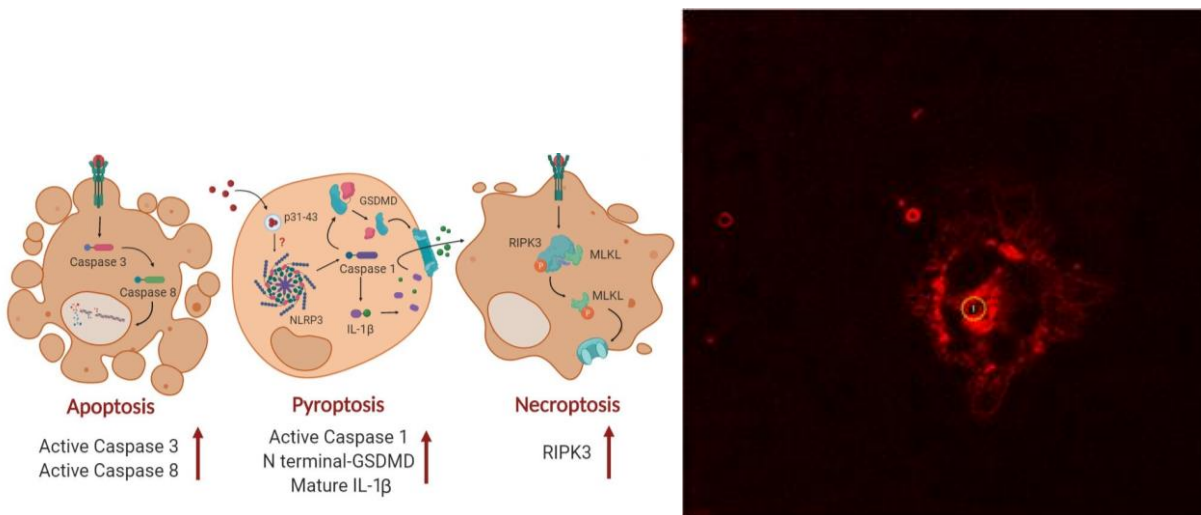 Caspase 3
Caspase 8
Apoptosis
Active Caspase 3
Active Caspase 8
p31-43
?
GSDMD
Caspase 1
NLRP3
IL-1β
Pyroptosis
Active Caspase 1
N terminal-GSDMD
Mature IL-1β
RIPK3
MLKL
P
MLKL
P
Necroptosis
RIPK3
1